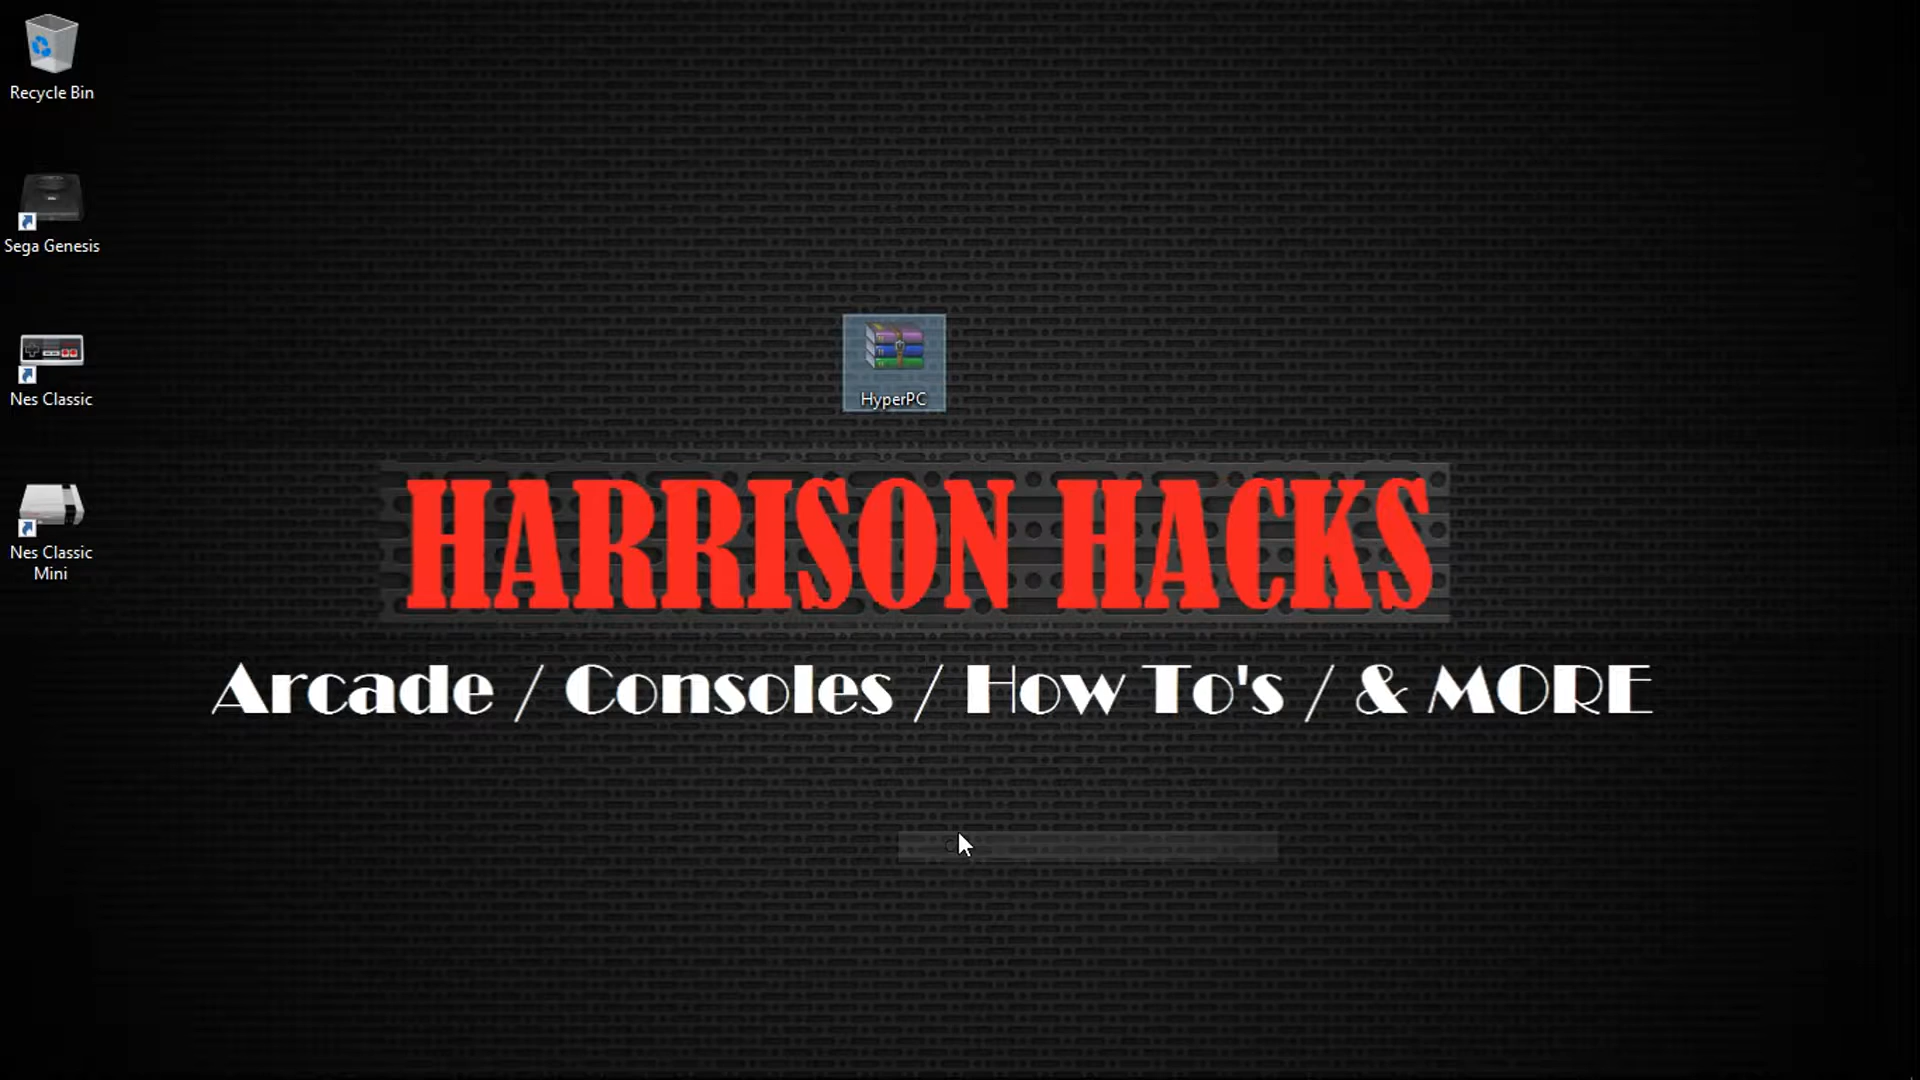 Recycle Bin
Sega Genesis
HyperPC
Nes Classic
HARRISON HACKS
Nes Classic
Mini
Arcade / Consoles / How To's / & MORE